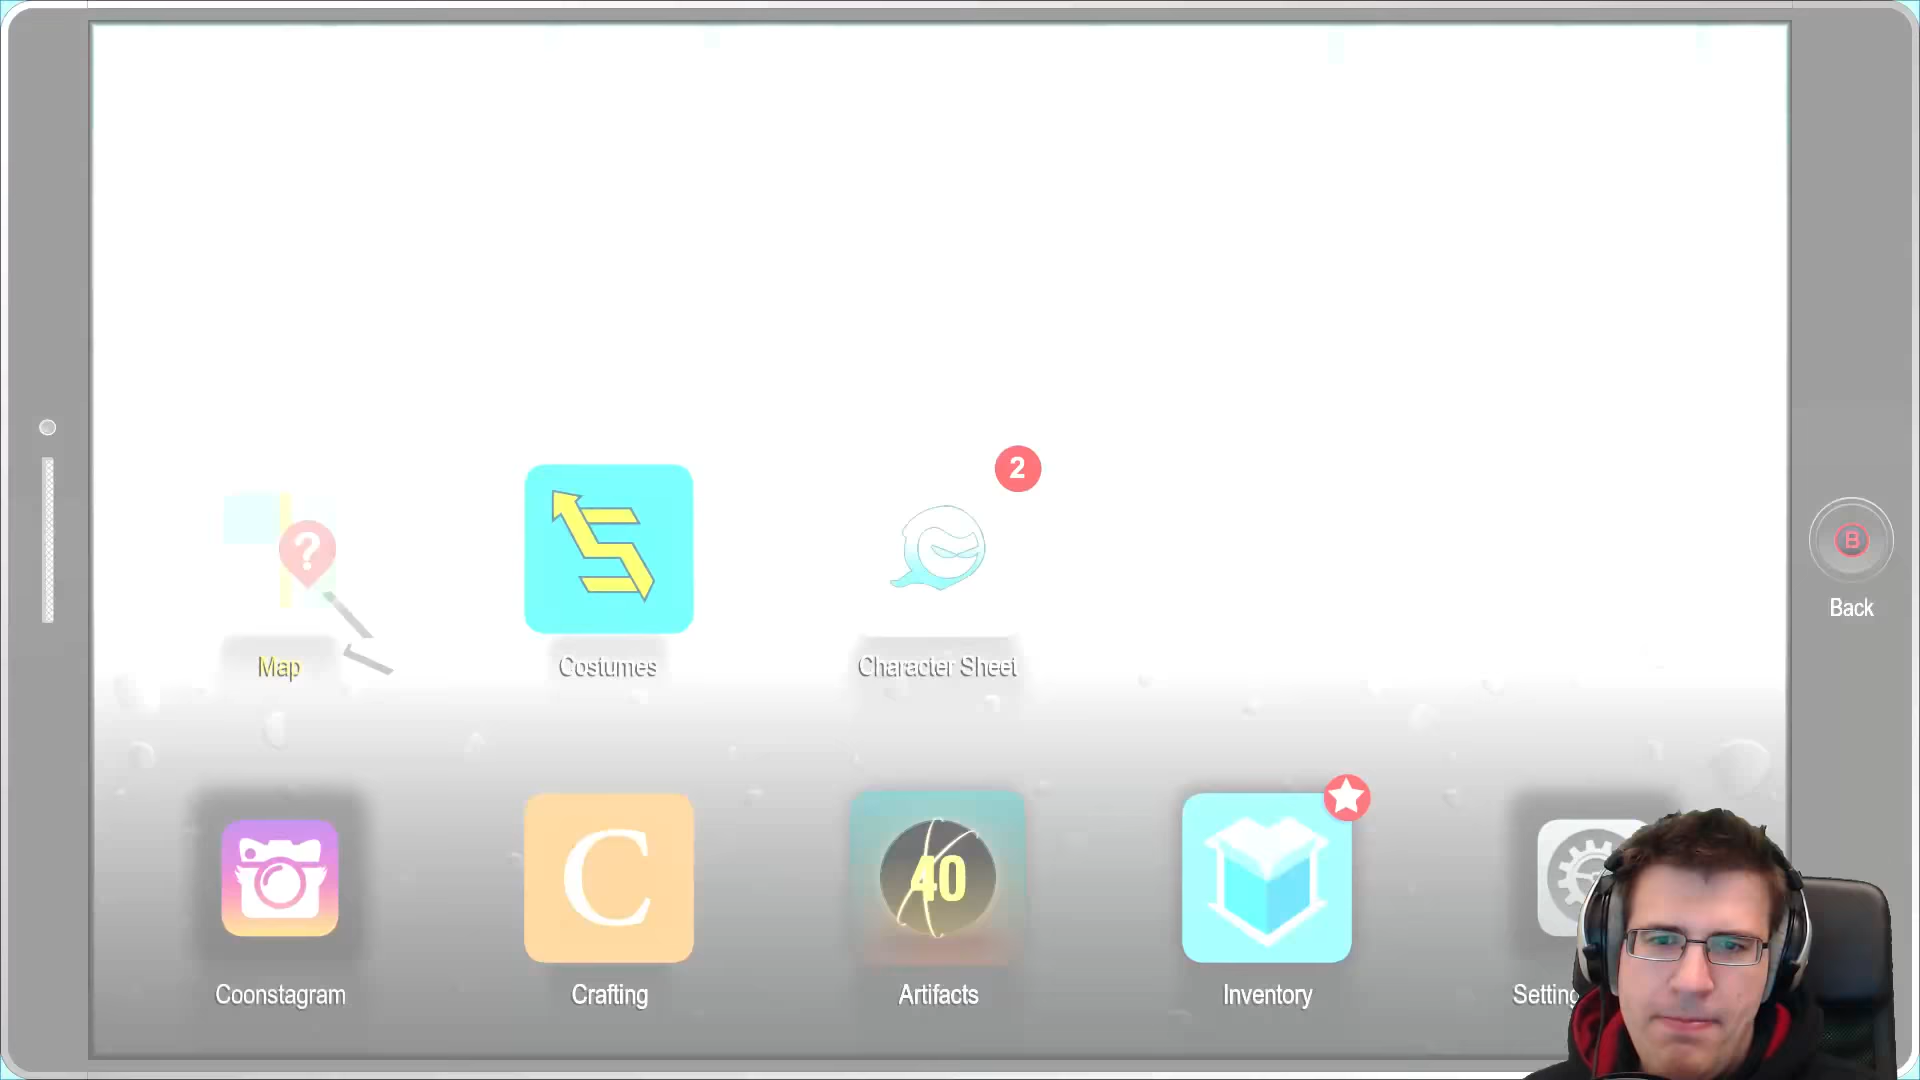 2
?
Map
Costumes
Character Sheet
B
Back
C
40
Coonstagram
Crafting
Artifacts
Inventory
Setting